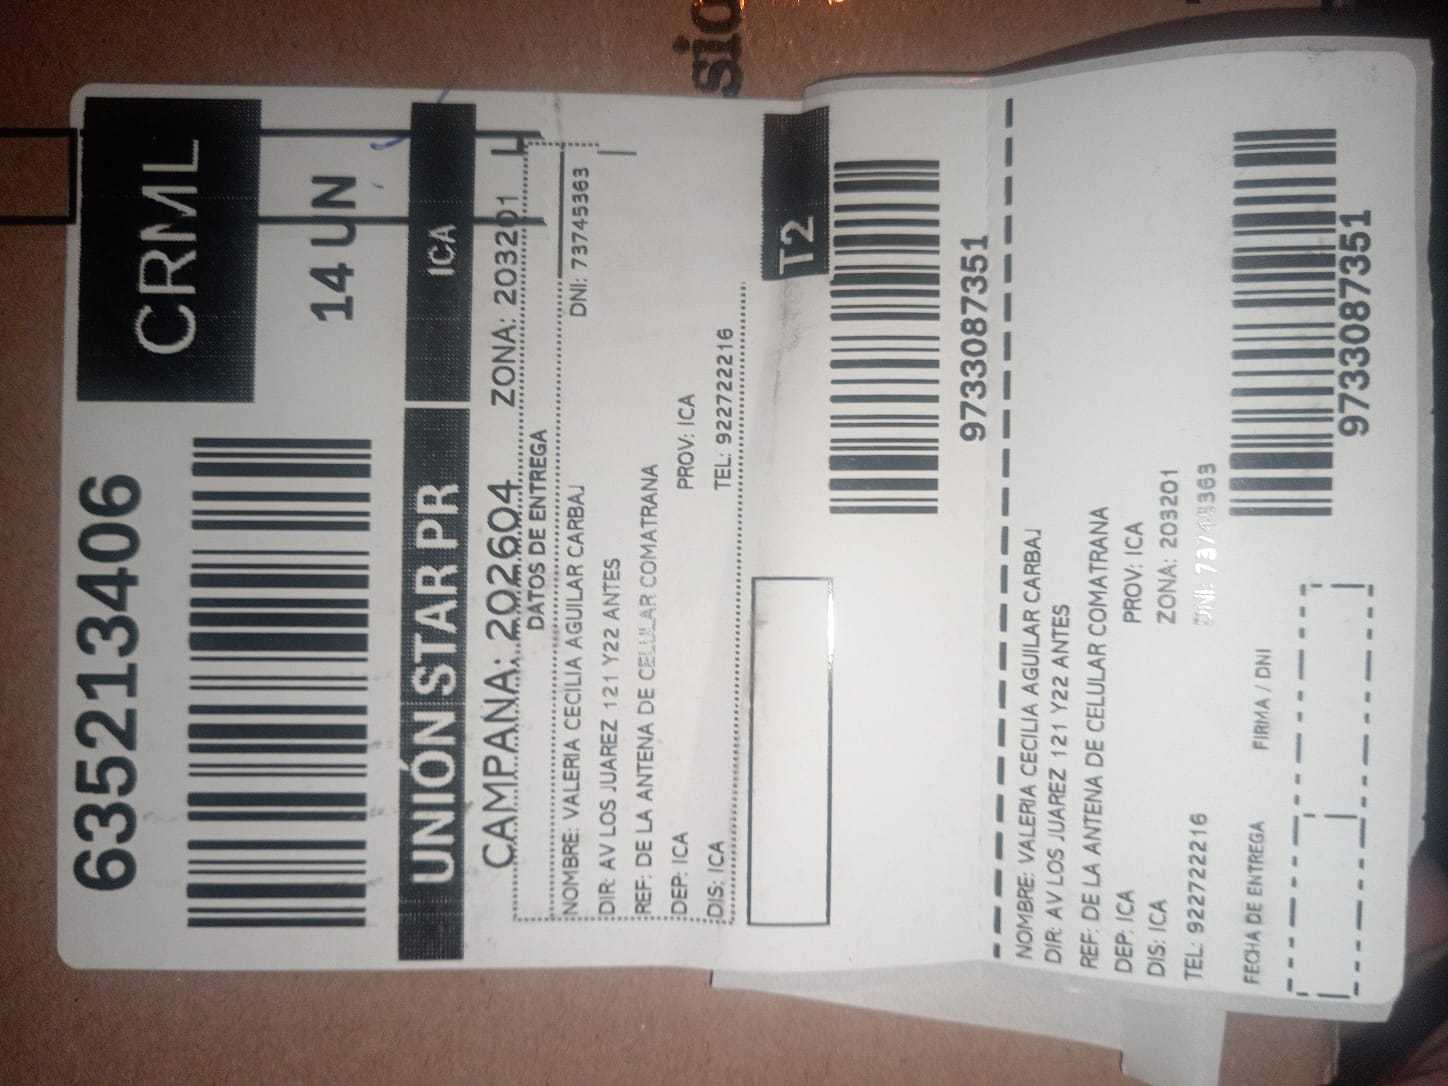 6352113406
CRML
14 UN
UNIÓN STAR PR
ICA
CAMPAÑA: 202604
ZONA: 203201
DATOS DE ENTREGA
NOMBRE: VALERIA CECILIA AGUILAR CARBAJ
DNI: 73745363
DIR: AV LOS JUAREZ 121 Y22 ANTES
REF: DE LA ANTENA DE CELULAR COMATRANA
DEP: ICA PROV: ICA
DIS: ICA TEL: 922722216
T2
9733087351
NOMBRE: VALERIA CECILIA AGUILAR CARBAJ
DIR: AV LOS JUAREZ 121 Y22 ANTES
REF: DE LA ANTENA DE CELULAR COMATRANA
DEP: ICA PROV: ICA
DIS: ICA ZONA: 203201
TEL: 922722216 DNI: 73745363
FECHA DE ENTREGA FIRMA / DNI
9733087351